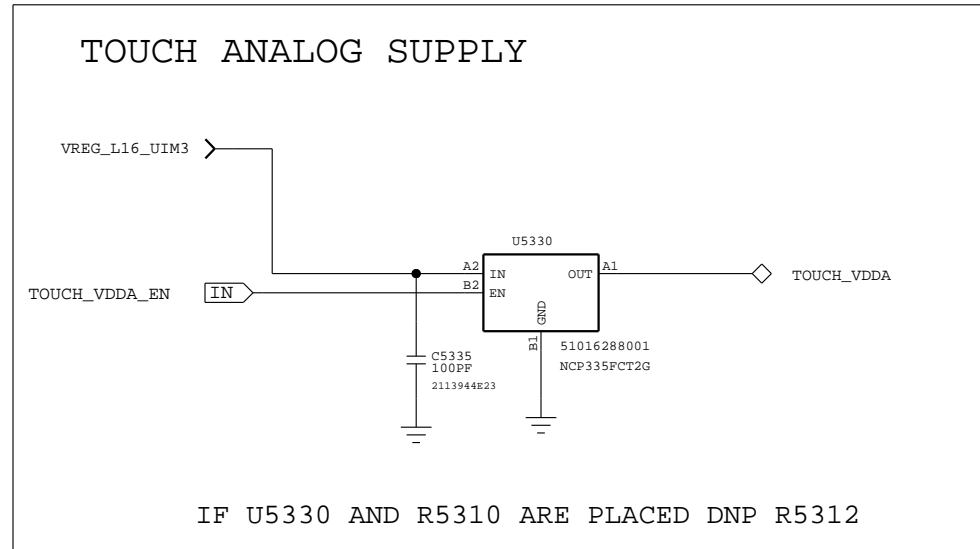 TOUCH ANALOG SUPPLY
VREG_L16_UIM3
U5330
A2
IN
OUT
A1
TOUCH_VDDA
TOUCH_VDDA_EN
IN
B2
EN
GND
B1
51016288001
NCP335FCT2G
C5335
100PF
2113944E23
IF U5330 AND R5310 ARE PLACED DNP R5312